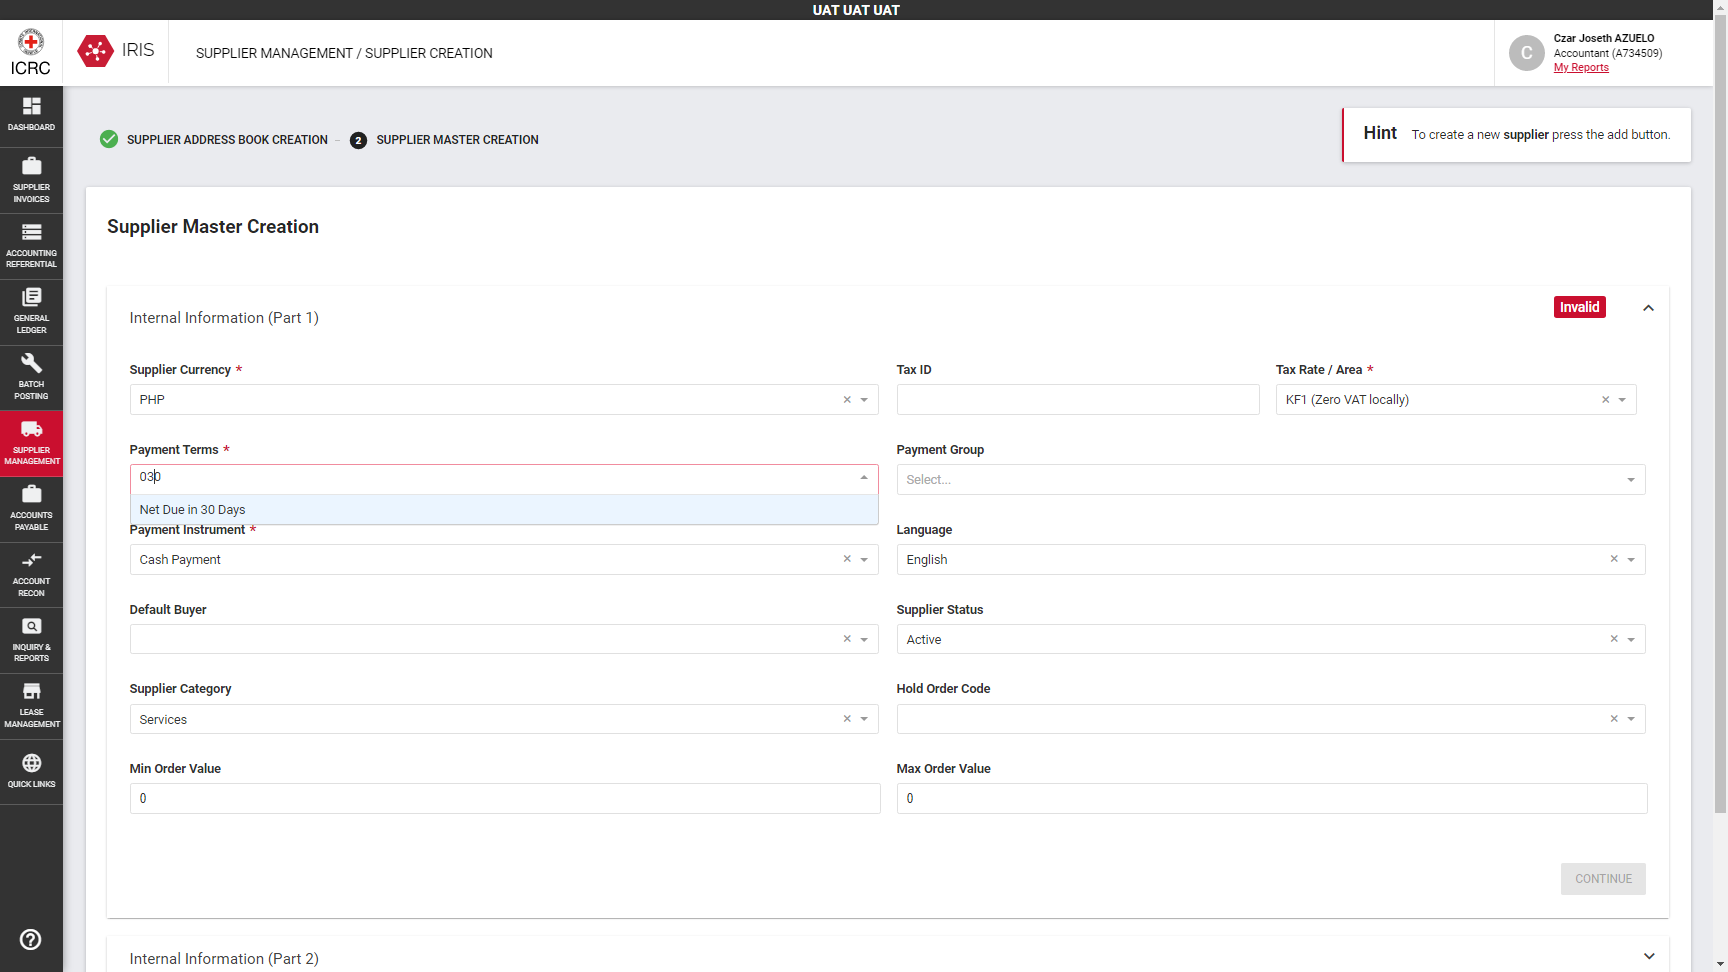 UAT UAT UAT
ICRC
IRIS
SUPPLIER MANAGEMENT / SUPPLIER CREATION
C
Czar Joseth AZUELO
Accountant (A734509)
My Reports
DASHBOARD
SUPPLIER
INVOICES
ACCOUNTING
REFERENTIAL
GENERAL
LEDGER
BATCH
POSTING
SUPPLIER
MANAGEMENT
ACCOUNTS
PAYABLE
ACCOUNT
RECON
INQUIRY &
REPORTS
LEASE
MANAGEMENT
QUICK LINKS
SUPPLIER ADDRESS BOOK CREATION
2 SUPPLIER MASTER CREATION
Hint To create a new supplier press the add button.
Supplier Master Creation
Internal Information (Part 1)
Invalid
Supplier Currency *
PHP
Tax ID
Tax Rate / Area *
KF1 (Zero VAT locally)
Payment Terms *
030
Net Due in 30 Days
Payment Group
Select...
Payment Instrument *
Cash Payment
Language
English
Default Buyer
Supplier Status
Active
Supplier Category
Services
Hold Order Code
Min Order Value
0
Max Order Value
0
CONTINUE
Internal Information (Part 2)